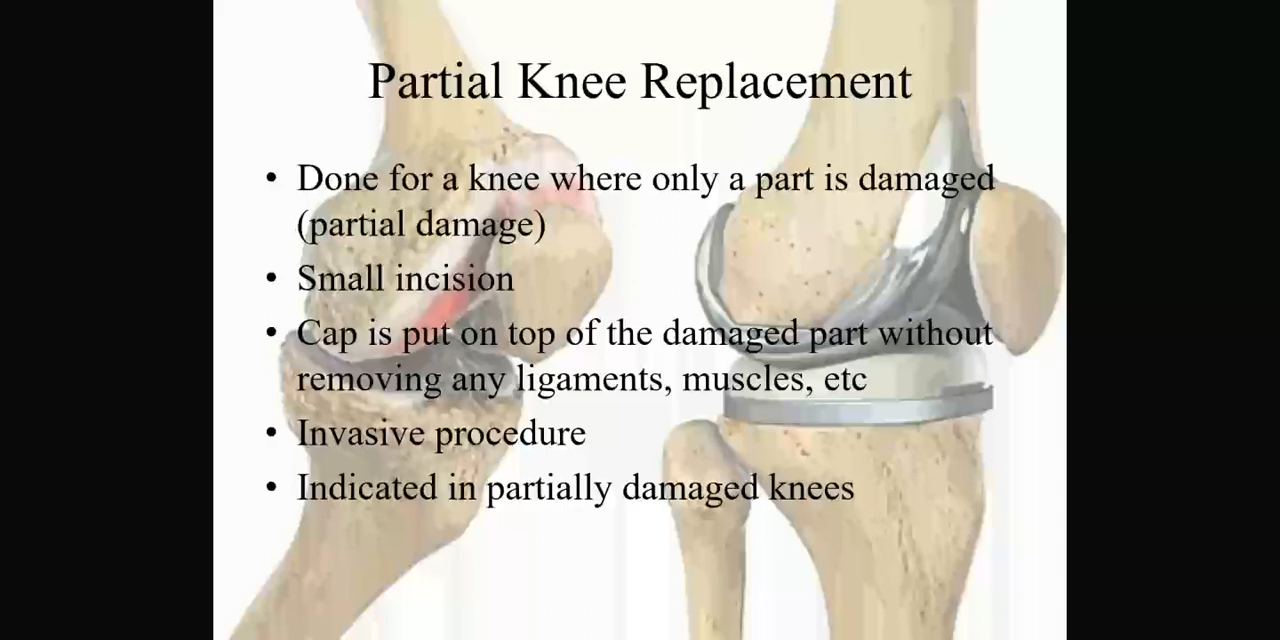 Partial Knee Replacement
• Done for a knee where only a part is damaged
(partial damage)
• Small incision
• Cap is put on top of the damaged part without
removing any ligaments, muscles, etc
• Invasive procedure
• Indicated in partially damaged knees